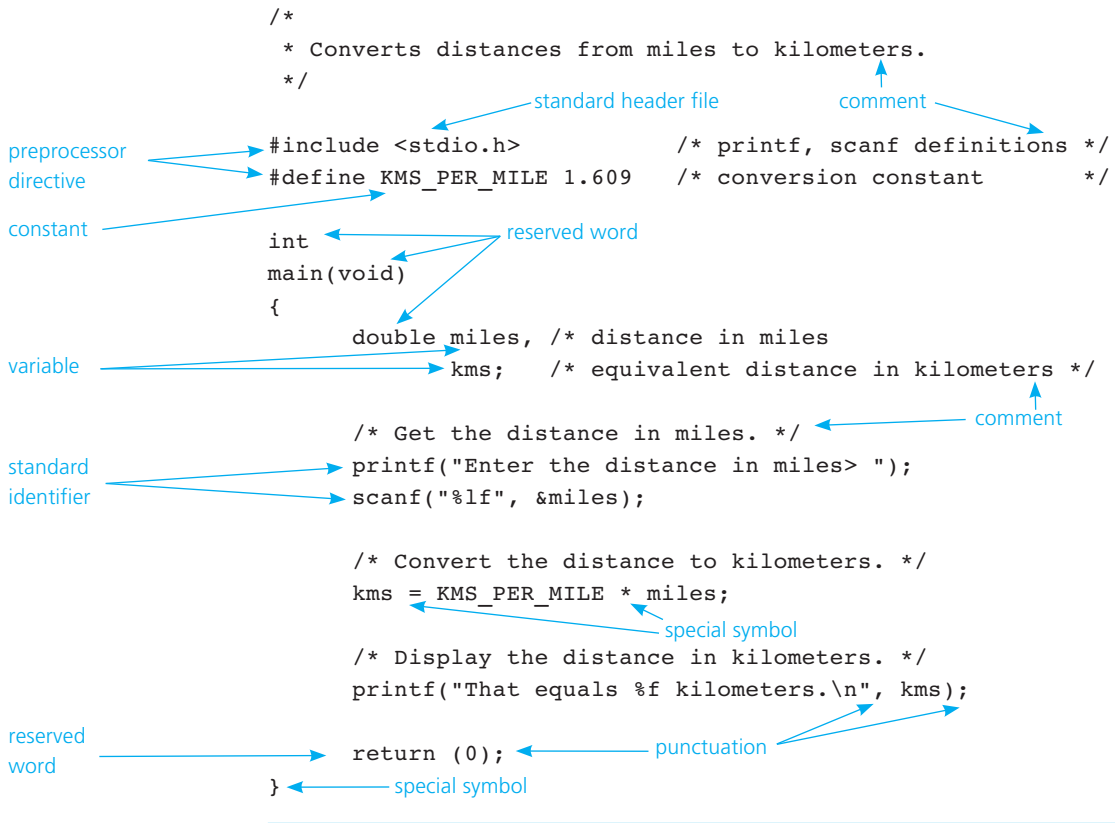 /*
 * Converts distances from miles to kilometers.
 */
standard header file comment
preprocessor
directive
#include <stdio.h> /* printf, scanf definitions */
#define KMS_PER_MILE 1.609 /* conversion constant */
constant
reserved word
int
main(void)
{
double miles, /* distance in miles
variable
kms; /* equivalent distance in kilometers */
comment
/* Get the distance in miles. */
standard
identifier
printf("Enter the distance in miles> ");
scanf("%lf", &miles);
/* Convert the distance to kilometers. */
kms = KMS_PER_MILE * miles;
special symbol
/* Display the distance in kilometers. */
printf("That equals %f kilometers.\n", kms);
reserved
word
return (0);
punctuation
}
special symbol